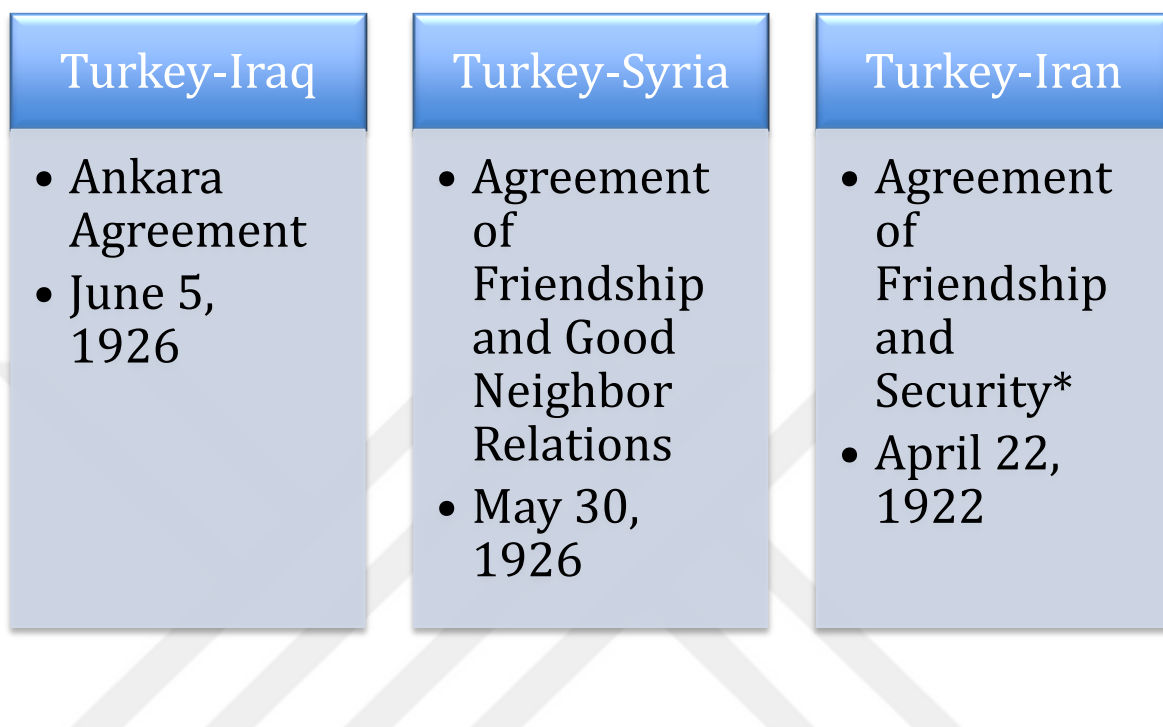 Turkey-Iraq
• Ankara
Agreement
• June 5,
1926
Turkey-Syria
• Agreement
of
Friendship
and Good
Neighbor
Relations
• May 30,
1926
Turkey-Iran
• Agreement
of
Friendship
and
Security*
• April 22,
1922